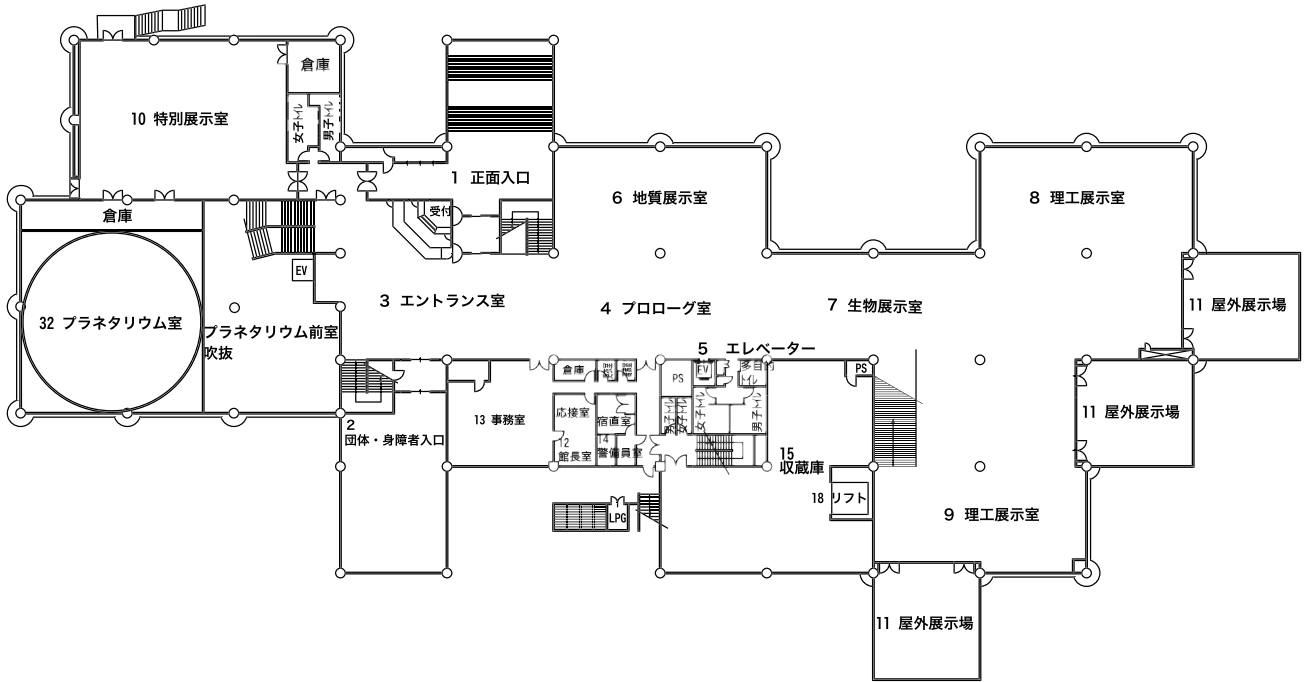 倉庫
10 特別展示室
女子トイレ
男子トイレ
1 正面入口
6 地質展示室
8 理工展示室
倉庫
受付
EV
3 エントランス室
4 プロローグ室
7 生物展示室
11 屋外展示場
32 プラネタリウム室
プラネタリウム前室
吹抜
5 エレベーター
倉庫
PS
EV
多目的
トイレ
PS
応接室
宿直室
女子トイレ
男子トイレ
11 屋外展示場
13 事務室
2
団体・身障者入口
12
館長室
14
警備員室
15
収蔵庫
18 リフト
LPG
9 理工展示室
11 屋外展示場